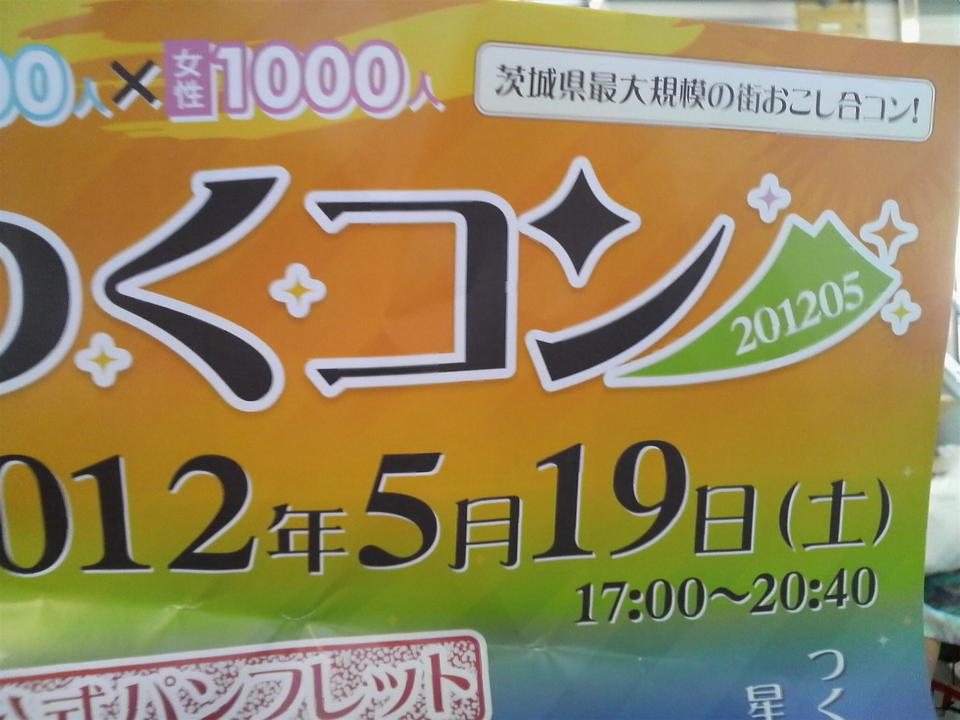 00人×女性1000人
茨城県最大規模の街おこし合コン!
くコン
201205
012年5月19日(土)
17:00～20:40
公式パンフレット
つく
星